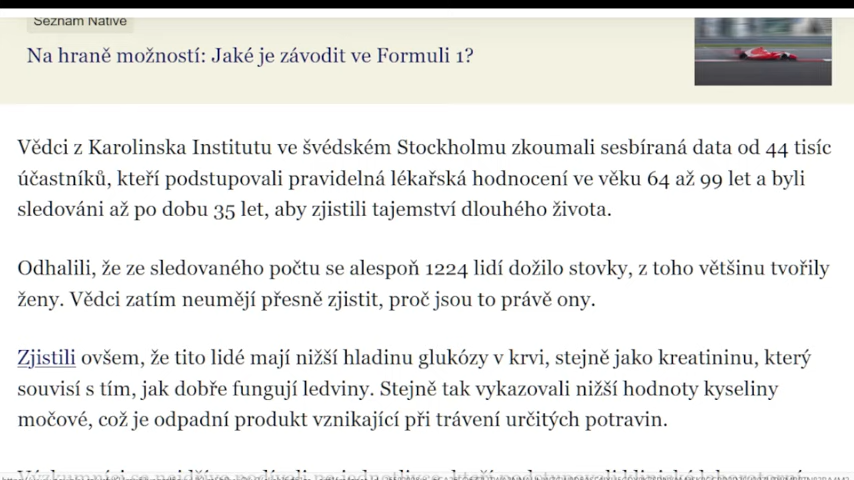 Seznam Native
Na hraně možností: Jaké je závodit ve Formuli 1?
Vědci z Karolinska Institutu ve švédském Stockholmu zkoumali sesbíraná data od 44 tisíc
účastníků, kteří podstupovali pravidelná lékařská hodnocení ve věku 64 až 99 let a byli
sledováni až po dobu 35 let, aby zjistili tajemství dlouhého života.
Odhalili, že ze sledovaného počtu se alespoň 1224 lidí dožilo stovky, z toho většinu tvořily
ženy. Vědci zatím neumějí přesně zjistit, proč jsou to právě ony.
Zjistili ovšem, že tito lidé mají nižší hladinu glukózy v krvi, stejně jako kreatininu, který
souvisí s tím, jak dobře fungují ledviny. Stejně tak vykazovali nižší hodnoty kyseliny
močové, což je odpadní produkt vznikající při trávení určitých potravin.